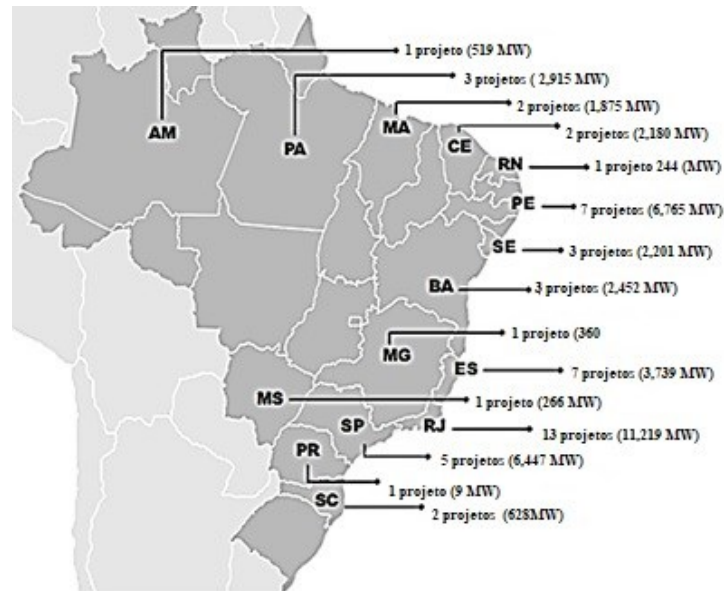 1 projeto (519 MW)
3 projetos ( 2,915 MW)
2 projetos (1,875 MW)
AM
PA
MA
CE
2 projetos (2,180 MW)
RN
1 projeto 244 (MW)
PE
7 projetos (6,765 MW)
SE
3 projetos (2,201 MW)
BA
3 projetos (2,452 MW)
1 projeto (360
MG
ES
7 projetos (3,739 MW)
MS
1 projeto (266 MW)
SP
RJ
13 projetos (11,219 MW)
PR
5 projetos (6,447 MW)
1 projeto (9 MW)
SC
2 projetos (628MW)